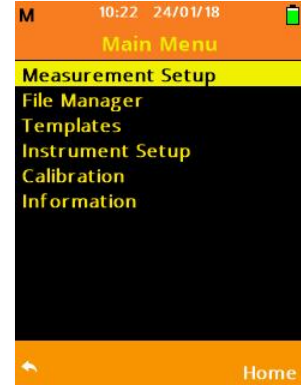 M 10:22 24/01/18
Main Menu
Measurement Setup
File Manager
Templates
Instrument Setup
Calibration
Information
Home